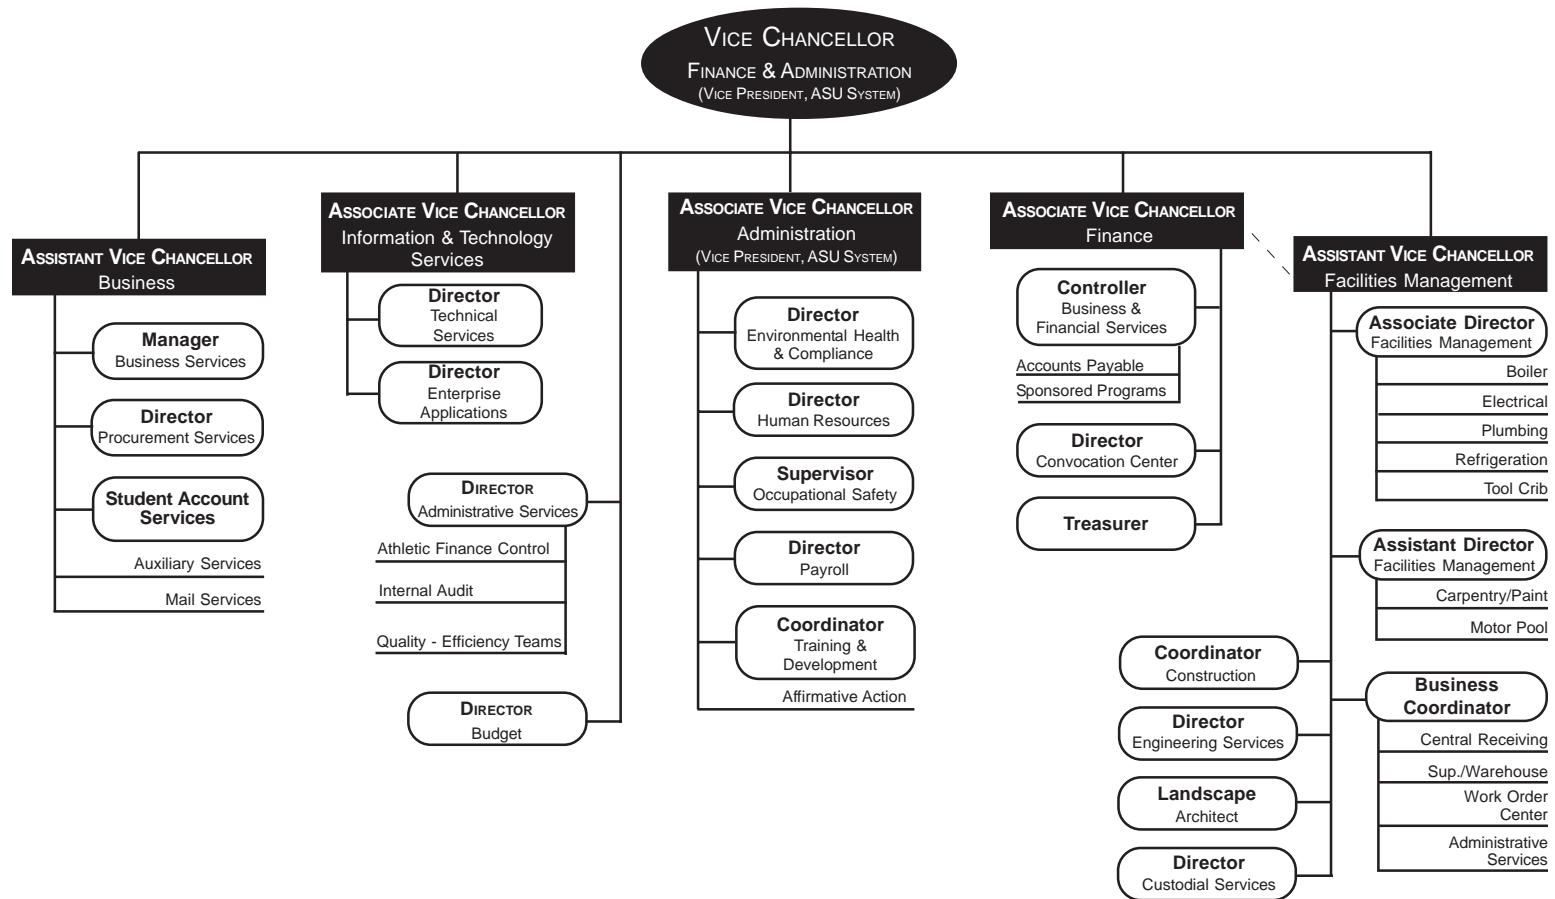 VICE CHANCELLOR
FINANCE & ADMINISTRATION
(VICE PRESIDENT, ASU SYSTEM)
ASSISTANT VICE CHANCELLOR
Business
Manager
Business Services
Director
Procurement Services
Student Account
Services
Auxiliary Services
Mail Services
ASSOCIATE VICE CHANCELLOR
Information & Technology
Services
Director
Technical
Services
Director
Enterprise
Applications
DIRECTOR
Administrative Services
Athletic Finance Control
Internal Audit
Quality - Efficiency Teams
DIRECTOR
Budget
ASSOCIATE VICE CHANCELLOR
Administration
(VICE PRESIDENT, ASU SYSTEM)
Director
Environmental Health
& Compliance
Director
Human Resources
Supervisor
Occupational Safety
Director
Payroll
Coordinator
Training &
Development
Affirmative Action
ASSOCIATE VICE CHANCELLOR
Finance
Controller
Business &
Financial Services
Accounts Payable
Sponsored Programs
Director
Convocation Center
Treasurer
ASSISTANT VICE CHANCELLOR
Facilities Management
Associate Director
Facilities Management
Boiler
Electrical
Plumbing
Refrigeration
Tool Crib
Assistant Director
Facilities Management
Carpentry/Paint
Motor Pool
Coordinator
Construction
Director
Engineering Services
Landscape
Architect
Director
Custodial Services
Business
Coordinator
Central Receiving
Sup./Warehouse
Work Order
Center
Administrative
Services